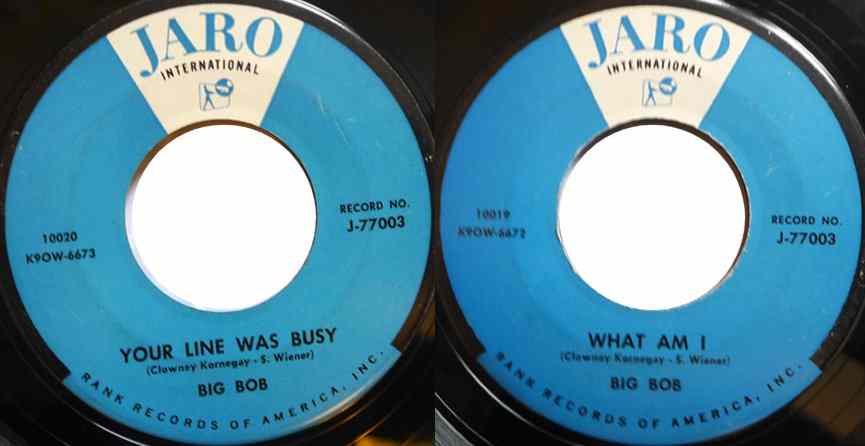 JARO
INTERNATIONAL
RECORD NO.
J-77003
10020
K9OW-6673
YOUR LINE WAS BUSY
(Clowney Kornegay - S. Wiener)
BIG BOB
RANK RECORDS OF AMERICA, INC.
JARO
INTERNATIONAL
RECORD NO.
J-77003
10019
K9OW-6672
WHAT AM I
(Clowney Kornegay - S. Wiener)
BIG BOB
RANK RECORDS OF AMERICA, INC.